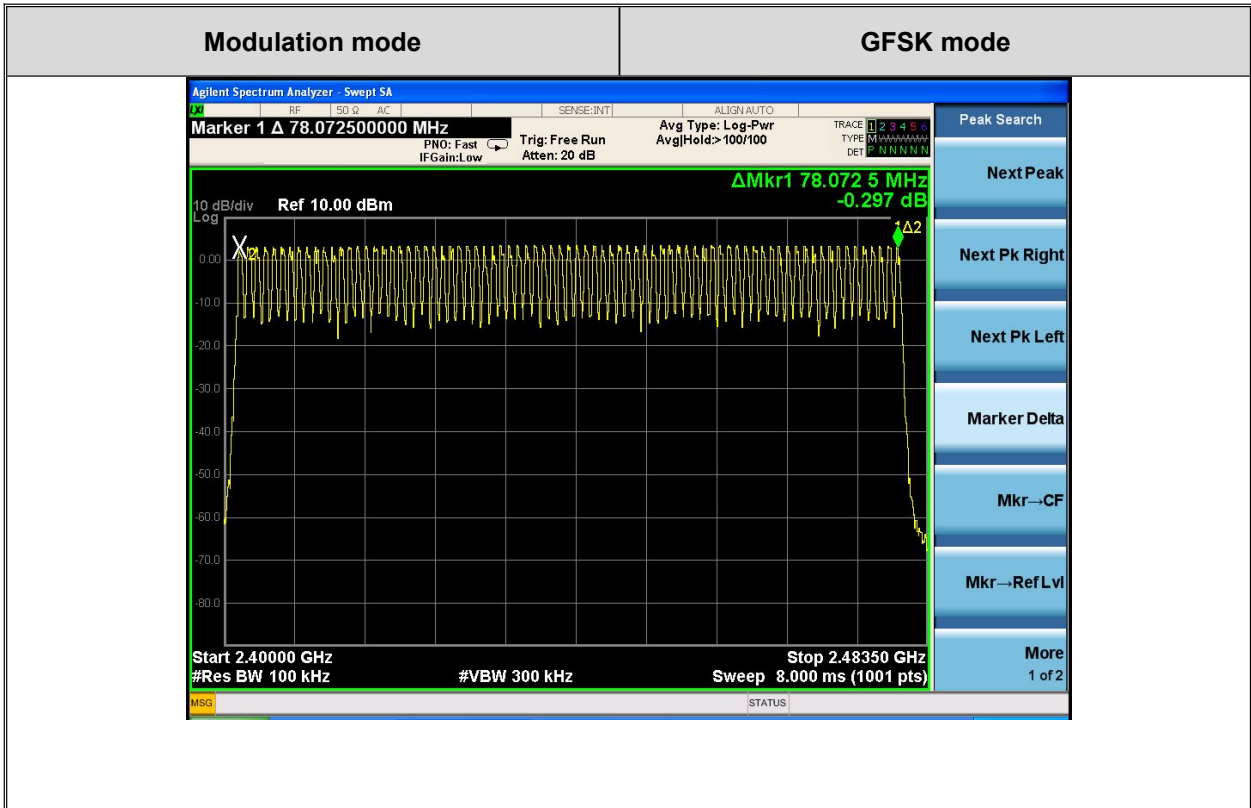 Modulation mode GFSK mode
Agilent Spectrum Analyzer - Swept SA
LXI RF 50 Ω AC SENSE:INT ALIGN AUTO
Marker 1 Δ 78.072500000 MHz
PNO: Fast
IFGain:Low
Trig: Free Run
Atten: 20 dB
Avg Type: Log-Pwr
Avg|Hold:>100/100
TRACE 1 2 3 4 5 6
TYPE M
DET P N N N N N
Peak Search
ΔMkr1 78.072 5 MHz
-0.297 dB
10 dB/div Ref 10.00 dBm
Log
1Δ2
X2
0.00
-10.0
-20.0
-30.0
-40.0
-50.0
-60.0
-70.0
-80.0
Start 2.40000 GHz Stop 2.48350 GHz
#Res BW 100 kHz #VBW 300 kHz Sweep 8.000 ms (1001 pts)
Next Peak
Next Pk Right
Next Pk Left
Marker Delta
Mkr→CF
Mkr→Ref Lvl
More
1 of 2
MSG STATUS